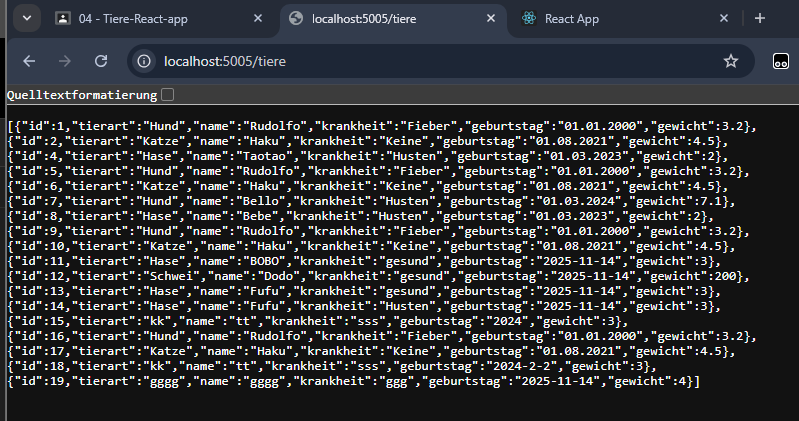 04 - Tiere-React-app
localhost:5005/tiere
React App
localhost:5005/tiere
Quelltextformatierung
[{"id":1,"tierart":"Hund","name":"Rudolfo","krankheit":"Fieber","geburtstag":"01.01.2000","gewicht":3.2},
{"id":2,"tierart":"Katze","name":"Haku","krankheit":"Keine","geburtstag":"01.08.2021","gewicht":4.5},
{"id":4,"tierart":"Hase","name":"Taotao","krankheit":"Husten","geburtstag":"01.03.2023","gewicht":2},
{"id":5,"tierart":"Hund","name":"Rudolfo","krankheit":"Fieber","geburtstag":"01.01.2000","gewicht":3.2},
{"id":6,"tierart":"Katze","name":"Haku","krankheit":"Keine","geburtstag":"01.08.2021","gewicht":4.5},
{"id":7,"tierart":"Hund","name":"Bello","krankheit":"Husten","geburtstag":"01.03.2024","gewicht":7.1},
{"id":8,"tierart":"Hase","name":"Bebe","krankheit":"Husten","geburtstag":"01.03.2023","gewicht":2},
{"id":9,"tierart":"Hund","name":"Rudolfo","krankheit":"Fieber","geburtstag":"01.01.2000","gewicht":3.2},
{"id":10,"tierart":"Katze","name":"Haku","krankheit":"Keine","geburtstag":"01.08.2021","gewicht":4.5},
{"id":11,"tierart":"Hase","name":"BOBO","krankheit":"gesund","geburtstag":"2025-11-14","gewicht":3},
{"id":12,"tierart":"Schwei","name":"Dodo","krankheit":"gesund","geburtstag":"2025-11-14","gewicht":200},
{"id":13,"tierart":"Hase","name":"Fufu","krankheit":"gesund","geburtstag":"2025-11-14","gewicht":3},
{"id":14,"tierart":"Hase","name":"Fufu","krankheit":"Husten","geburtstag":"2025-11-14","gewicht":3},
{"id":15,"tierart":"kk","name":"tt","krankheit":"sss","geburtstag":"2024","gewicht":3},
{"id":16,"tierart":"Hund","name":"Rudolfo","krankheit":"Fieber","geburtstag":"01.01.2000","gewicht":3.2},
{"id":17,"tierart":"Katze","name":"Haku","krankheit":"Keine","geburtstag":"01.08.2021","gewicht":4.5},
{"id":18,"tierart":"kk","name":"tt","krankheit":"sss","geburtstag":"2024-2-2","gewicht":3},
{"id":19,"tierart":"gggg","name":"gggg","krankheit":"ggg","geburtstag":"2025-11-14","gewicht":4}]